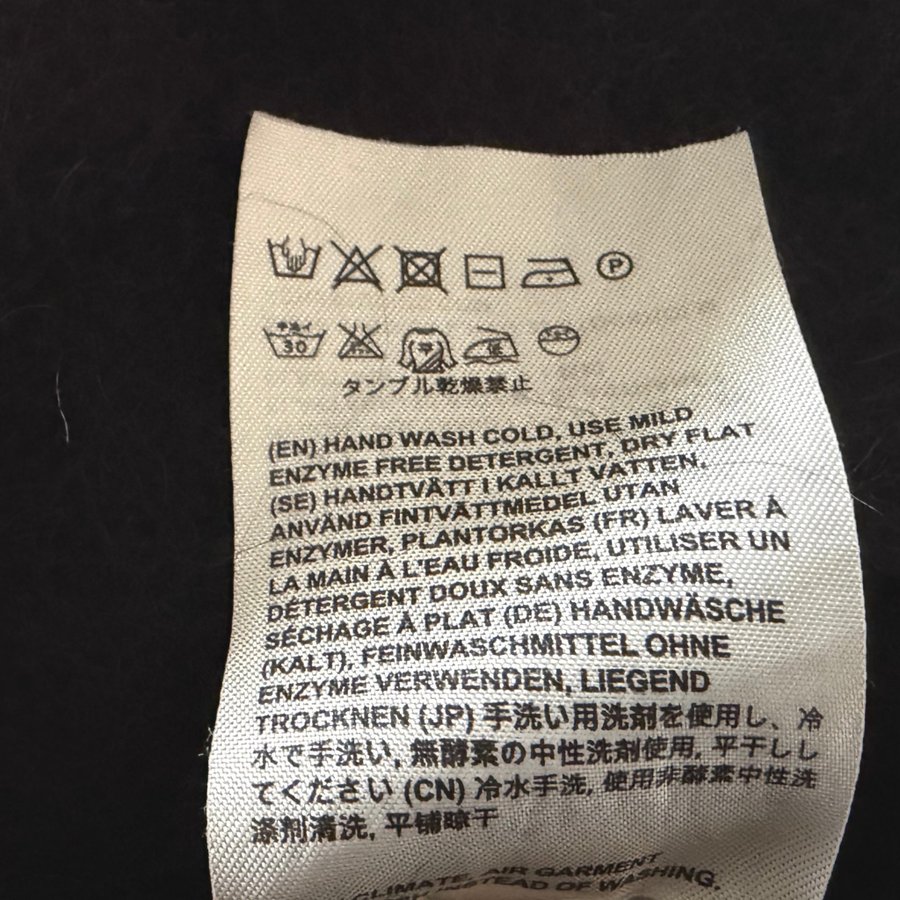 P
手洗イ
30
タンブル乾燥禁止
(EN) HAND WASH COLD, USE MILD
ENZYME FREE DETERGENT, DRY FLAT
(SE) HANDTVÄTT I KALLT VATTEN,
ANVÄND FINTVÄTTMEDEL UTAN
ENZYMER, PLANTORKAS (FR) LAVER À
LA MAIN À L'EAU FROIDE, UTILISER UN
DÉTERGENT DOUX SANS ENZYME,
SÉCHAGE À PLAT (DE) HANDWÄSCHE
(KALT), FEINWASCHMITTEL OHNE
ENZYME VERWENDEN, LIEGEND
TROCKNEN (JP) 手洗い用洗剤を使用し、冷
水で手洗い, 無酵素の中性洗剤使用, 平干しし
てください (CN) 冷水手洗, 使用非酵素中性洗
涤剂清洗, 平铺晾干
CLIMATE, AIR GARMENT
INSTEAD OF WASHING.